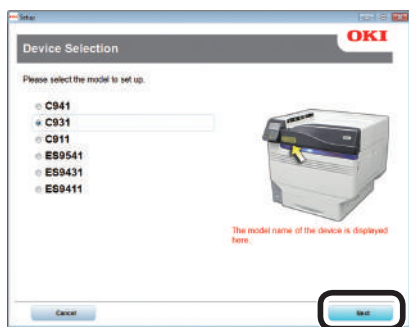 Setup
OKI
Device Selection
Please select the model to set up.
C941
C931
C911
ES9541
ES9431
ES9411
The model name of the device is displayed
here.
Cancel
Next